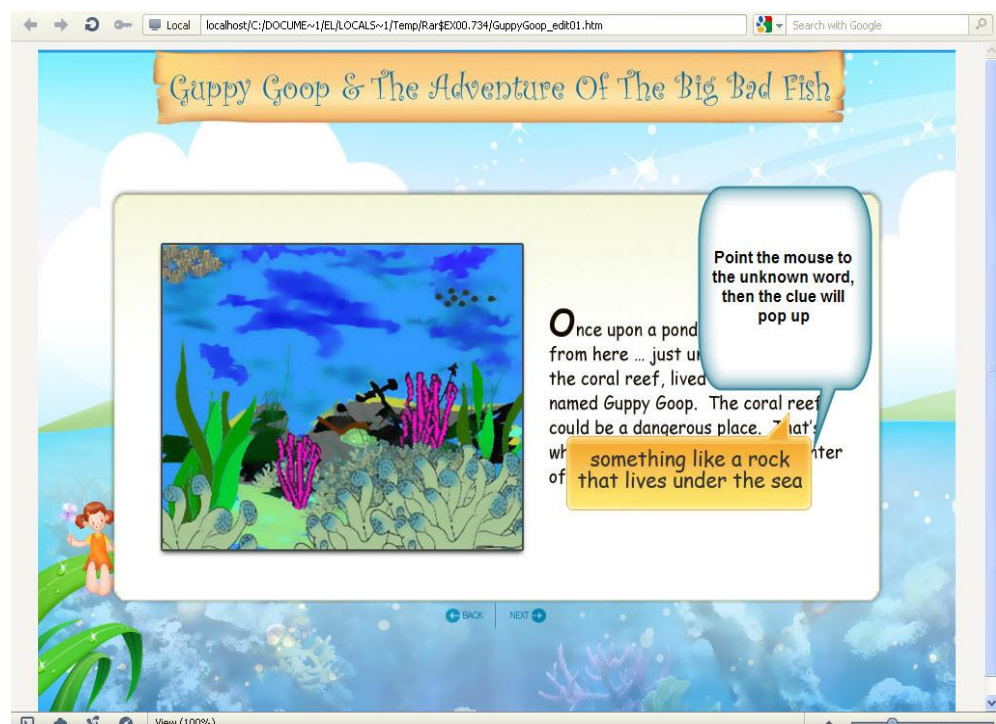 Local
localhost/C:/DOCUME~1/EL/LOCALS~1/Temp/Rar$EX00.734/GuppyGoop_edit01.htm
Search with Google
Guppy Goop & The Adventure Of The Big Bad Fish
Point the mouse to
the unknown word,
then the clue will
pop up
Once upon a pond
from here ... just
the coral reef, lived
named Guppy Goop. The coral reef
could be a dangerous place. That's
of
something like a rock
that lives under the sea
BACK
NEXT
View (100%)